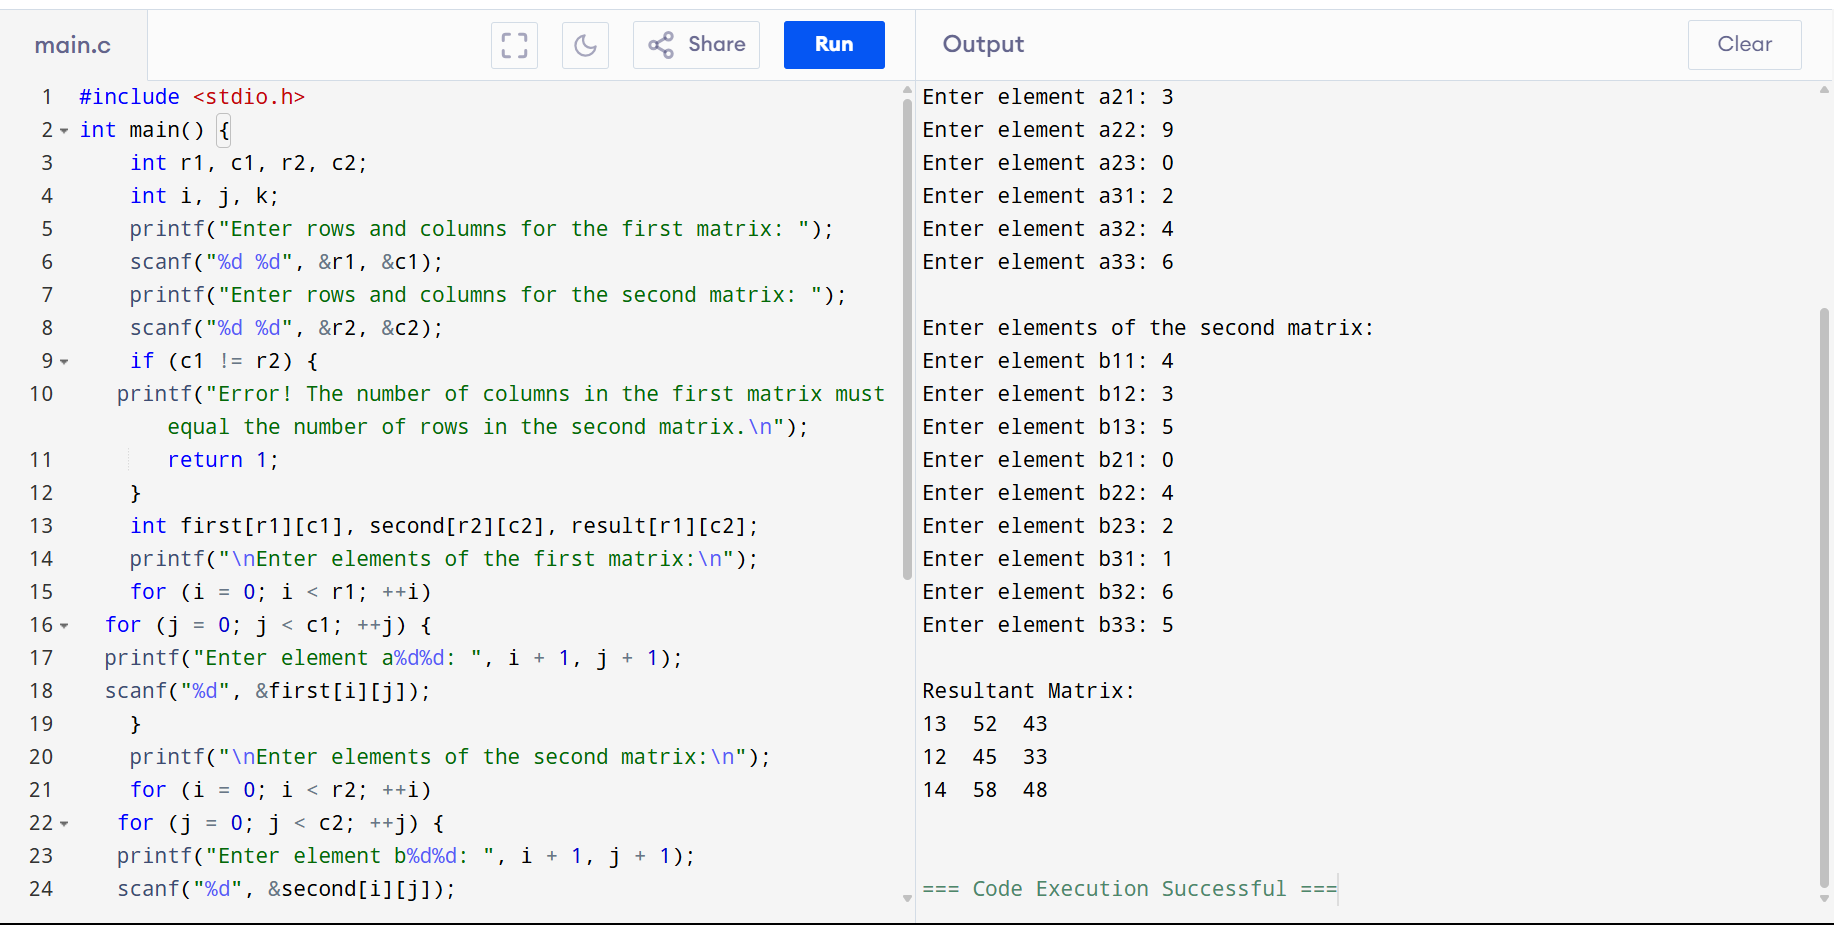 main.c
Share
Run
Output
Clear
1 #include <stdio.h>
2 int main() {
3     int r1, c1, r2, c2;
4     int i, j, k;
5     printf("Enter rows and columns for the first matrix: ");
6     scanf("%d %d", &r1, &c1);
7     printf("Enter rows and columns for the second matrix: ");
8     scanf("%d %d", &r2, &c2);
9     if (c1 != r2) {
10    printf("Error! The number of columns in the first matrix must
equal the number of rows in the second matrix.\n");
11        return 1;
12    }
13    int first[r1][c1], second[r2][c2], result[r1][c2];
14    printf("\nEnter elements of the first matrix:\n");
15    for (i = 0; i < r1; ++i)
16   for (j = 0; j < c1; ++j) {
17   printf("Enter element a%d%d: ", i + 1, j + 1);
18   scanf("%d", &first[i][j]);
19    }
20    printf("\nEnter elements of the second matrix:\n");
21    for (i = 0; i < r2; ++i)
22   for (j = 0; j < c2; ++j) {
23   printf("Enter element b%d%d: ", i + 1, j + 1);
24   scanf("%d", &second[i][j]);
Enter element a21: 3
Enter element a22: 9
Enter element a23: 0
Enter element a31: 2
Enter element a32: 4
Enter element a33: 6
Enter elements of the second matrix:
Enter element b11: 4
Enter element b12: 3
Enter element b13: 5
Enter element b21: 0
Enter element b22: 4
Enter element b23: 2
Enter element b31: 1
Enter element b32: 6
Enter element b33: 5
Resultant Matrix:
13  52  43
12  45  33
14  58  48
=== Code Execution Successful ===